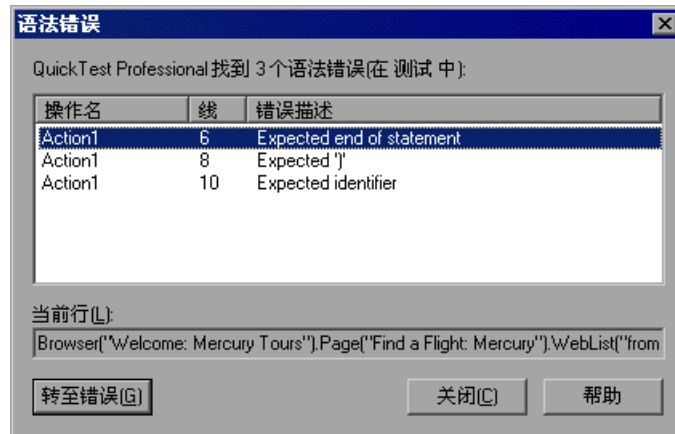 语法错误
QuickTest Professional 找到 3 个语法错误(在 测试 中):
操作名 线 错误描述
Action1 6 Expected end of statement
Action1 8 Expected ')'
Action1 10 Expected identifier
当前行(L):
Browser("Welcome: Mercury Tours").Page("Find a Flight: Mercury").WebList("from
转至错误(G) 关闭(C) 帮助